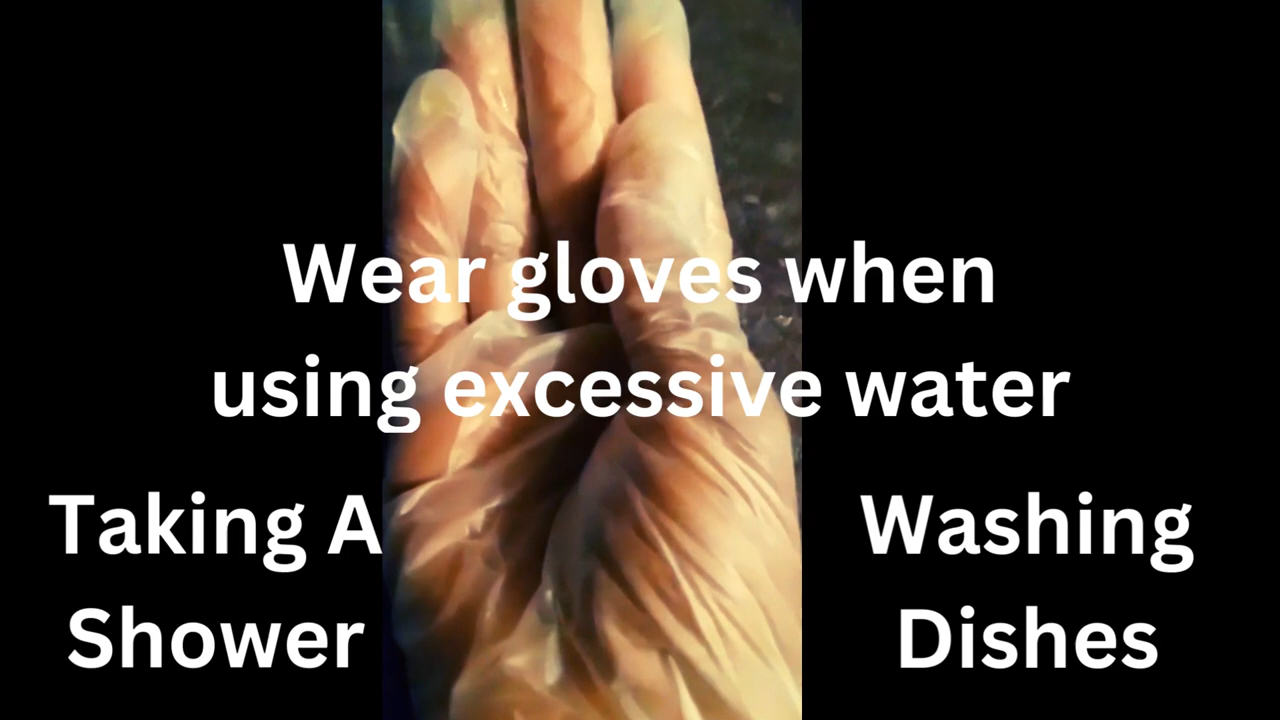 Wear gloves when
using excessive water
Taking A
Shower
Washing
Dishes